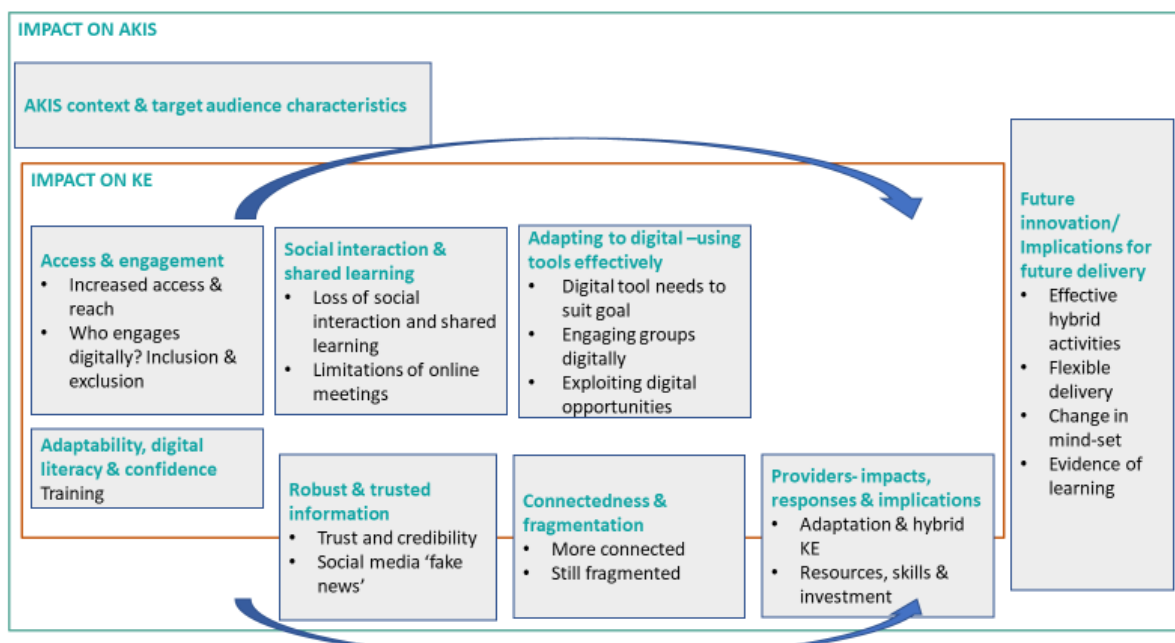 IMPACT ON AKIS
AKIS context & target audience characteristics
IMPACT ON KE
Access & engagement
• Increased access &
reach
• Who engages
digitally? Inclusion &
exclusion
Social interaction &
shared learning
• Loss of social
interaction and shared
learning
• Limitations of online
meetings
Adapting to digital –using
tools effectively
• Digital tool needs to
suit goal
• Engaging groups
digitally
• Exploiting digital
opportunities
Adaptability, digital
literacy & confidence
Training
Robust & trusted
information
• Trust and credibility
• Social media ‘fake
news’
Connectedness &
fragmentation
• More connected
• Still fragmented
Providers- impacts,
responses & implications
• Adaptation & hybrid
KE
• Resources, skills &
investment
Future
innovation/
Implications for
future delivery
• Effective
hybrid
activities
• Flexible
delivery
• Change in
mind-set
• Evidence of
learning